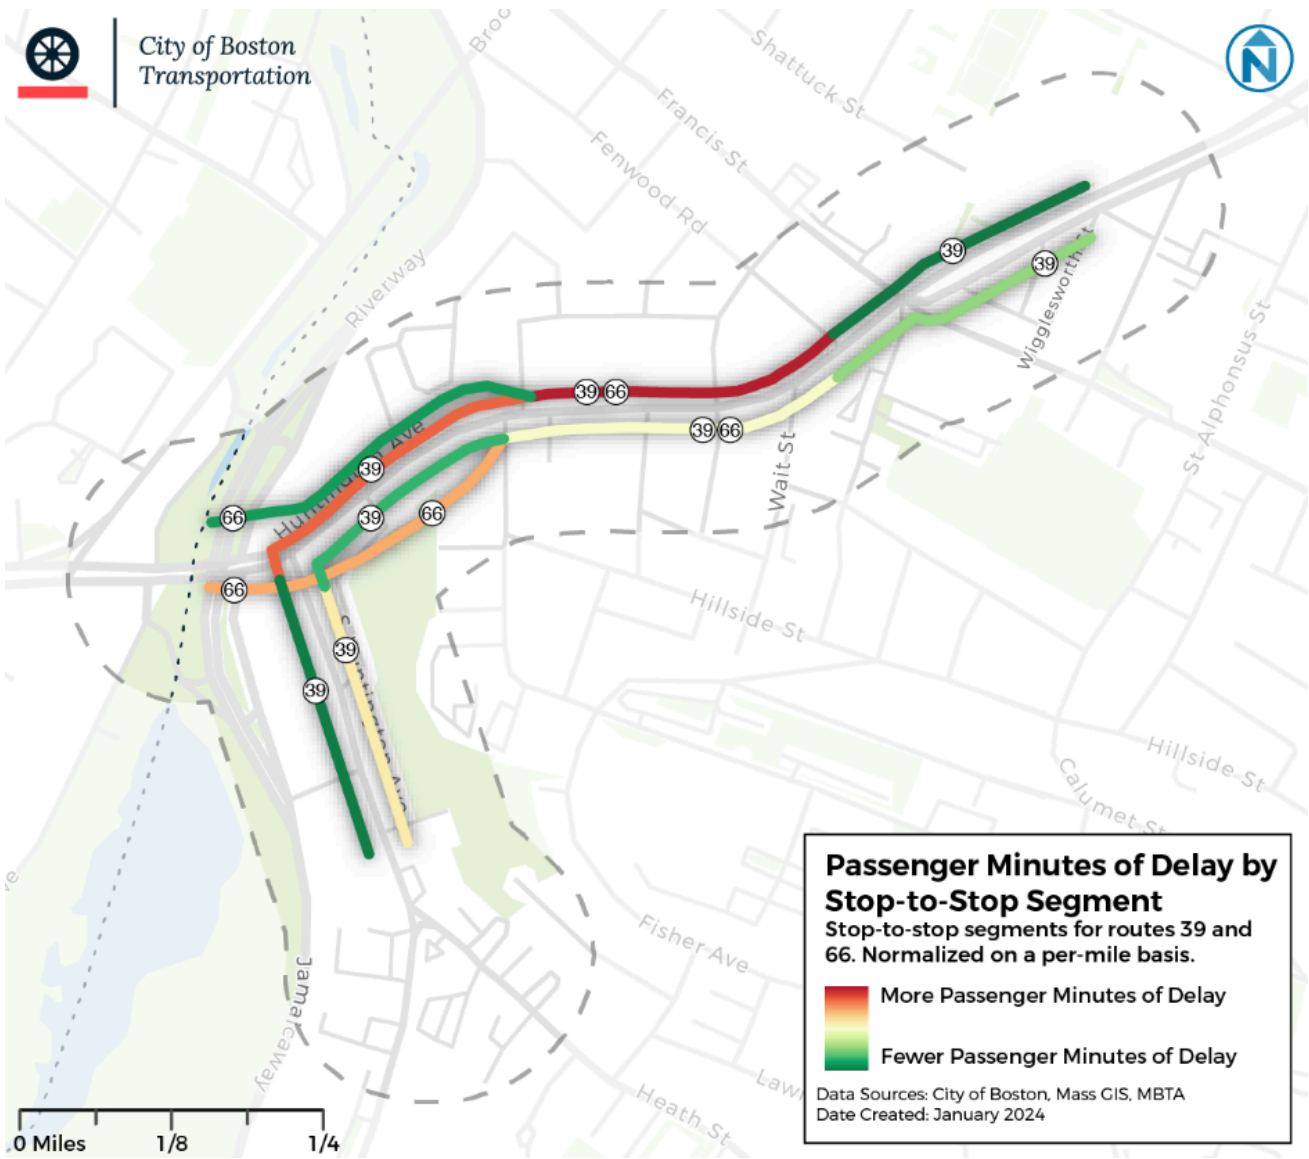 City of Boston
Transportation
N
Shattuck St
Francis St
Fenwood Rd
Riverway
39
39
Wigglesworth St
St Alphonsus St
39 66
39 66
Huntington Ave
39
Wait St
66
39
66
66
Hillside St
39
39
S Huntington Ave
Hillside St
Calumet St
Fisher Ave
Jamaicaway
Heath St
Passenger Minutes of Delay by
Stop-to-Stop Segment
Stop-to-stop segments for routes 39 and
66. Normalized on a per-mile basis.
More Passenger Minutes of Delay
Fewer Passenger Minutes of Delay
Data Sources: City of Boston, Mass GIS, MBTA
Date Created: January 2024
0 Miles 1/8 1/4